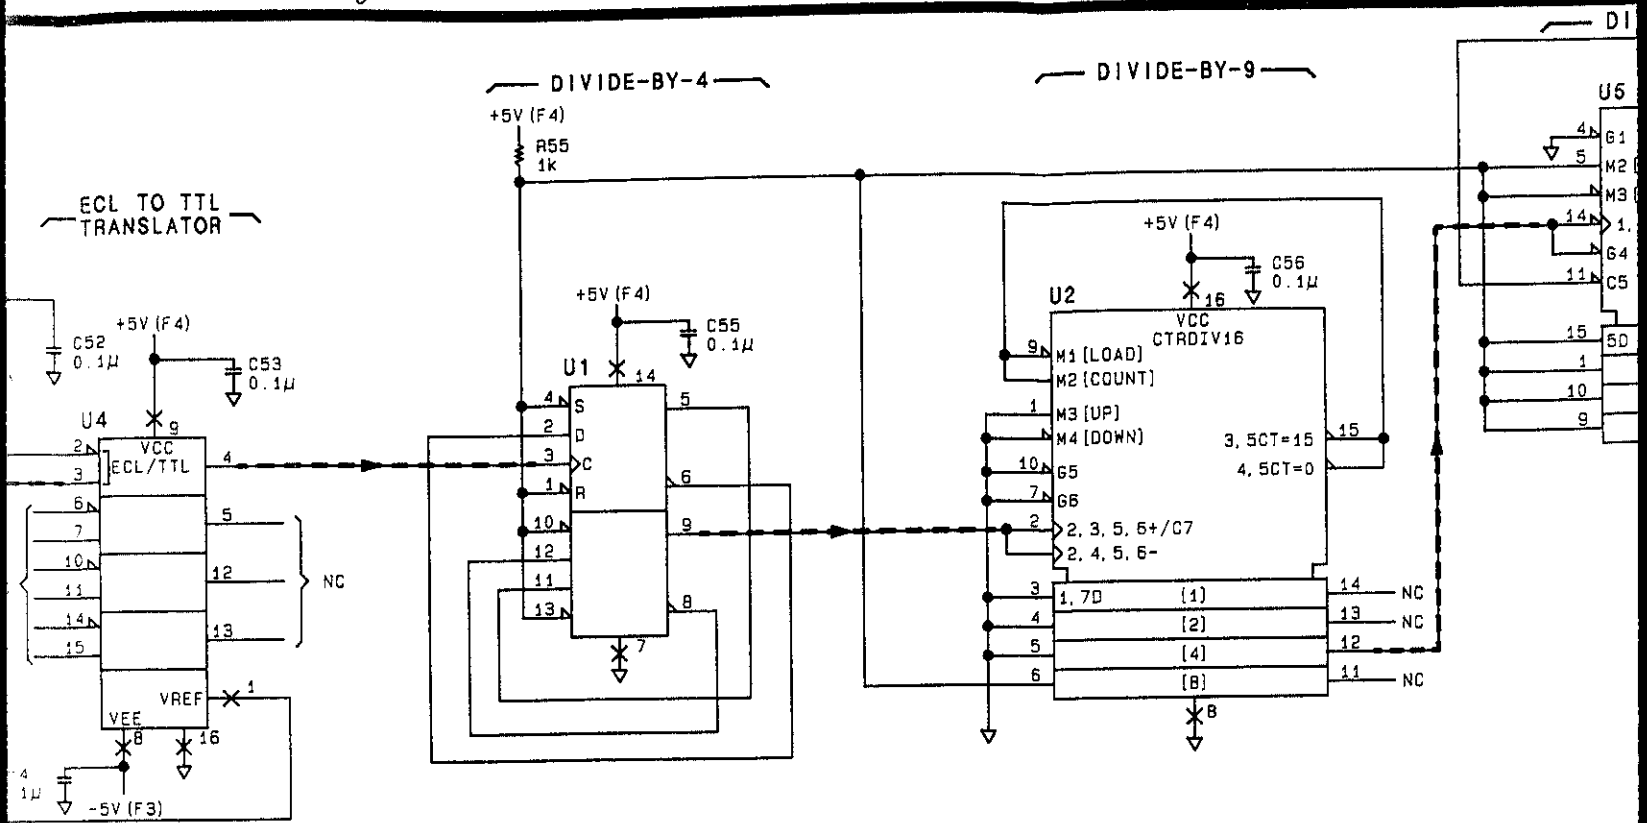 DI
DIVIDE-BY-4
DIVIDE-BY-9
ECL TO TTL
TRANSLATOR
+5V(F4)
R55
1k
C52
0.1µ
+5V(F4)
C53
0.1µ
U4
9
VCC
ECL/TTL
2
3
4
6
7
5
10
11
12
14
15
13
NC
VREF
1
VEE
8
16
4
1µ
-5V(F3)
+5V(F4)
C55
0.1µ
U1
14
4
S
5
2
D
3
C
1
R
6
10
9
12
11
13
8
7
+5V(F4)
C56
0.1µ
U2
16
VCC
CTRDIV16
9
M1[LOAD]
M2[COUNT]
1
M3[UP]
M4[DOWN]
3,5CT=15
15
10
G5
4,5CT=0
7
G6
2
2,3,5,6+/C7
2,4,5,6-
3
1,7D
[1]
14
NC
4
[2]
13
NC
5
[4]
12
6
[8]
11
NC
8
U5
4
G1
5
M2[
M3[
14
1,
G4
11
C5
15
5D
1
10
9